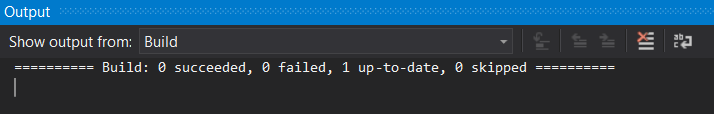 Output
Show output from: Build
========== Build: 0 succeeded, 0 failed, 1 up-to-date, 0 skipped ==========